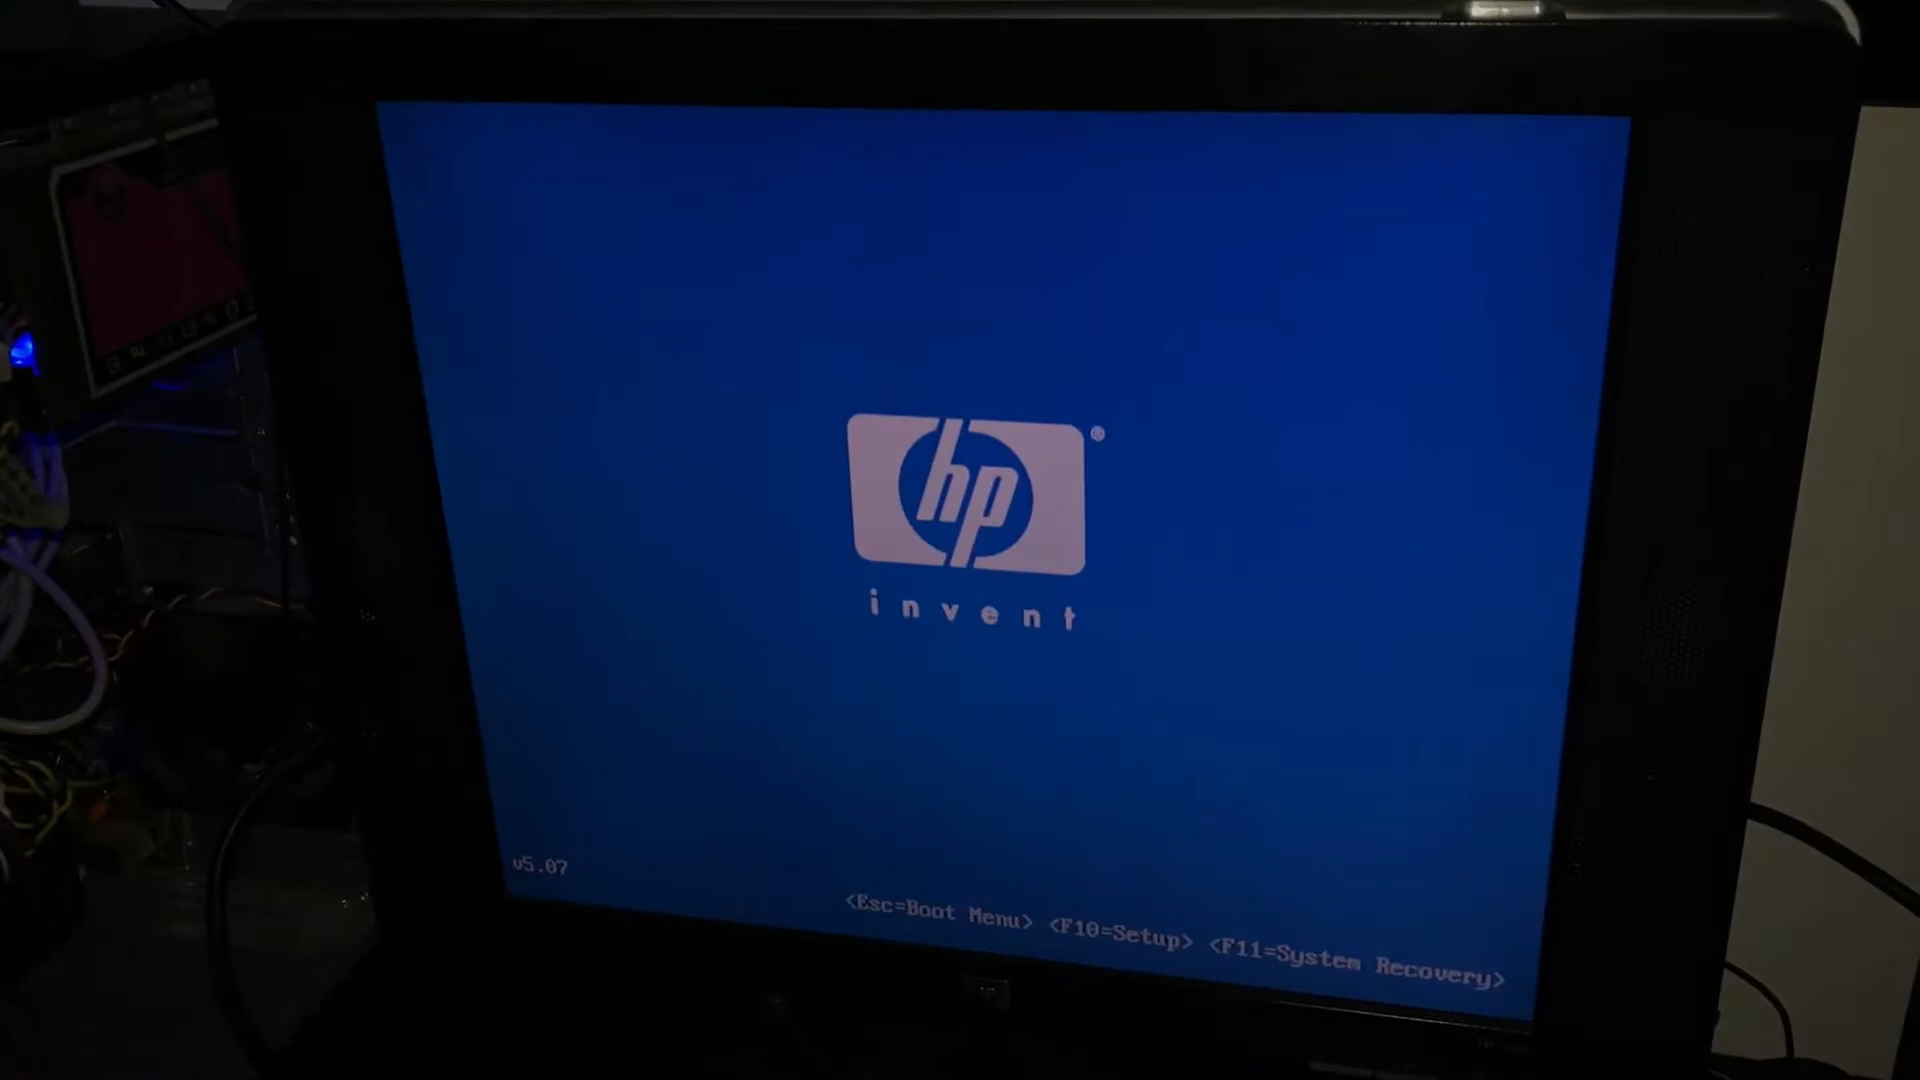 hp®
invent
v5.07
<Esc=Boot Menu> <F10=Setup> <F11=System Recovery>